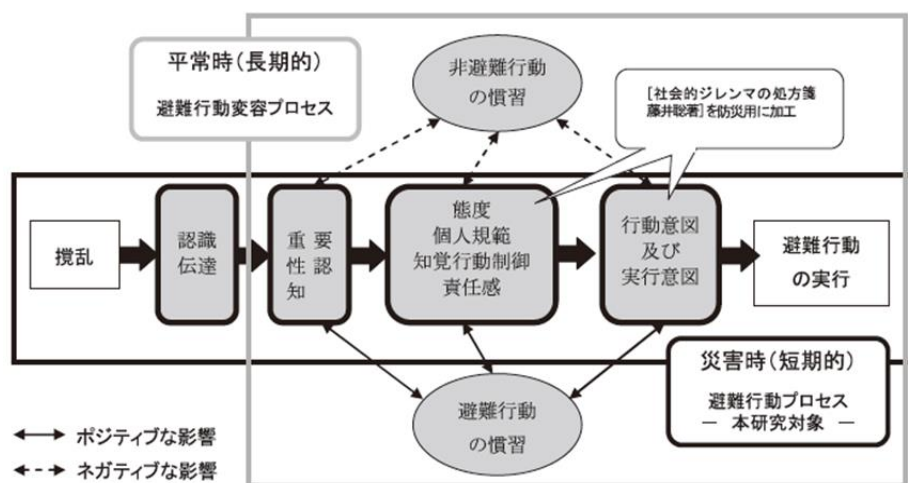 平常時(長期的)
避難行動変容プロセス
非避難行動
の慣習
[社会的ジレンマの処方箋
藤井聡著]を防災用に加工
撹乱
認識
伝達
重要
性認
知
態度
個人規範
知覚行動制御
責任感
行動意図
及び
実行意図
避難行動
の実行
避難行動
の慣習
災害時(短期的)
避難行動プロセス
― 本研究対象 ―
ポジティブな影響
ネガティブな影響